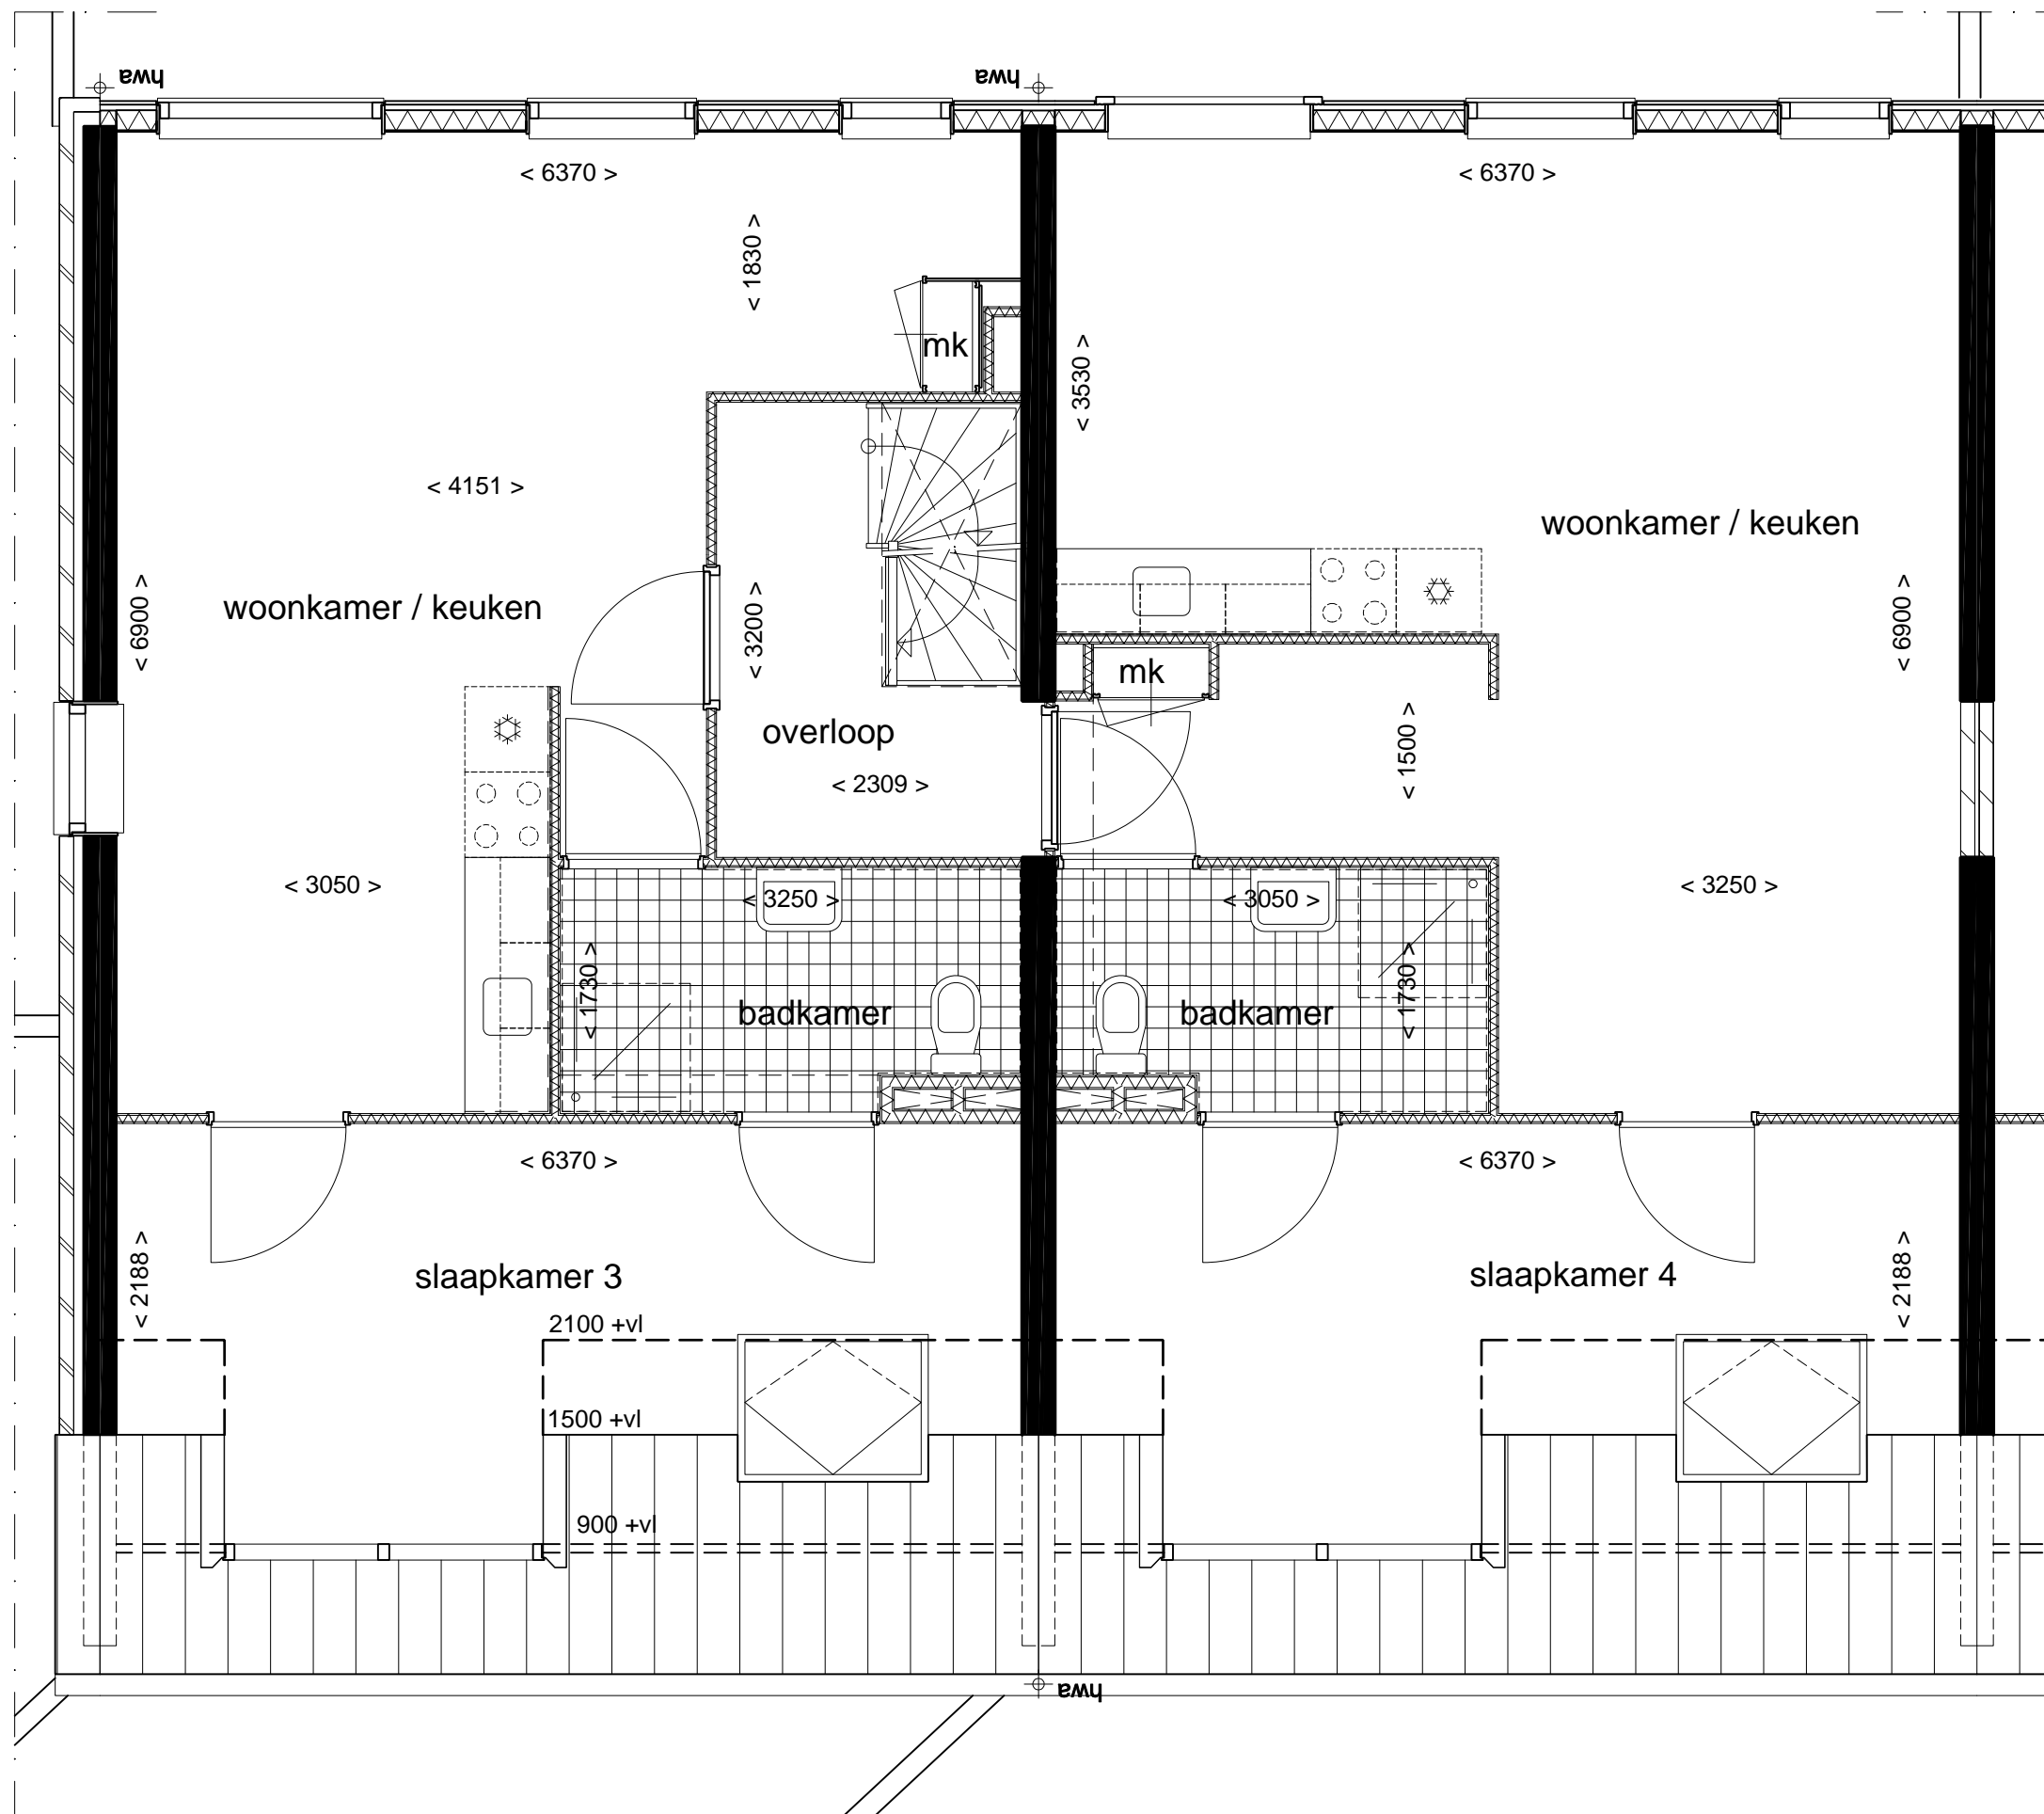 hwa
hwa
< 6370 >
< 6370 >
< 1830 >
mk
< 3530 >
< 4151 >
woonkamer / keuken
< 6900 >
woonkamer / keuken
< 3200 >
< 6900 >
mk
overloop
< 1500 >
< 2309 >
< 3050 >
< 3250 >
< 3050 >
< 3250 >
< 1730 >
< 1730 >
badkamer
badkamer
< 6370 >
< 6370 >
< 2188 >
slaapkamer 3
slaapkamer 4
< 2188 >
2100 +vl
1500 +vl
900 +vl
hwa